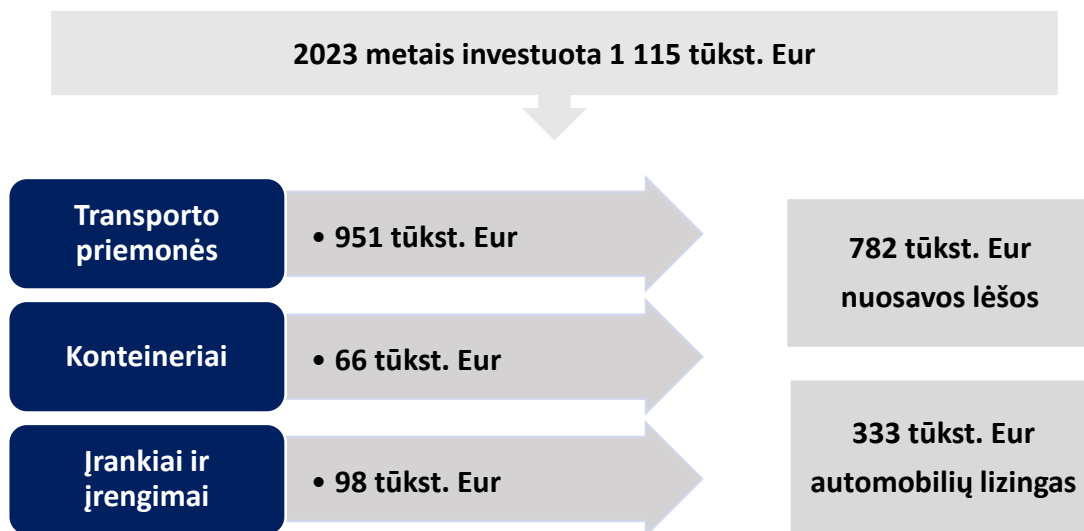 2023 metais investuota 1 115 tūkst. Eur
Transporto
priemonės
• 951 tūkst. Eur
Konteineriai
• 66 tūkst. Eur
Įrankiai ir
įrengimai
• 98 tūkst. Eur
782 tūkst. Eur
nuosavos lėšos
333 tūkst. Eur
automobilių lizingas